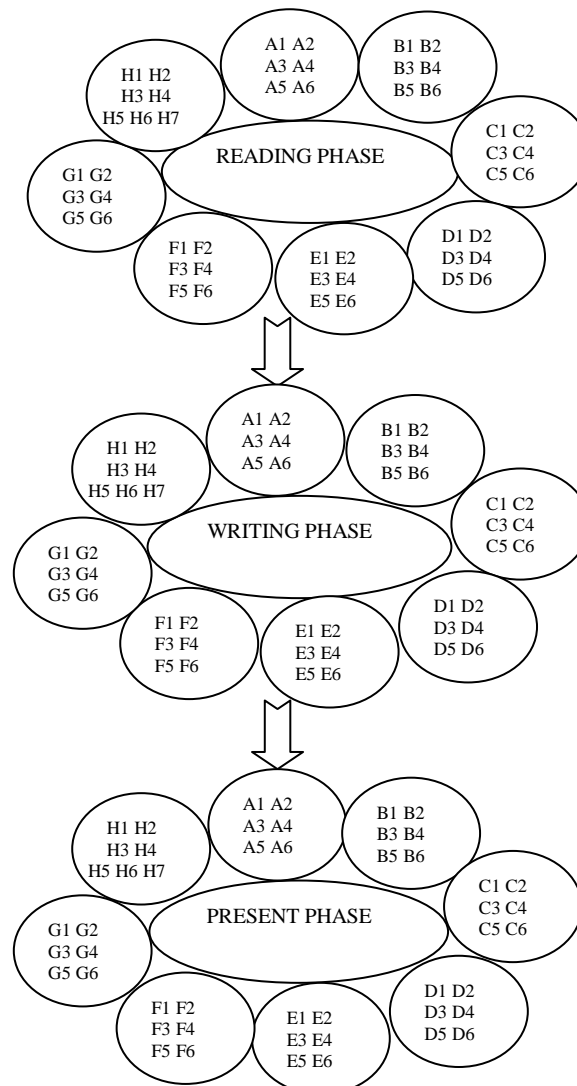 A1 A2
A3 A4
A5 A6
B1 B2
B3 B4
B5 B6
H1 H2
H3 H4
H5 H6 H7
C1 C2
C3 C4
C5 C6
READING PHASE
G1 G2
G3 G4
G5 G6
D1 D2
D3 D4
D5 D6
F1 F2
F3 F4
F5 F6
E1 E2
E3 E4
E5 E6
A1 A2
A3 A4
A5 A6
B1 B2
B3 B4
B5 B6
H1 H2
H3 H4
H5 H6 H7
C1 C2
C3 C4
C5 C6
WRITING PHASE
G1 G2
G3 G4
G5 G6
D1 D2
D3 D4
D5 D6
F1 F2
F3 F4
F5 F6
E1 E2
E3 E4
E5 E6
A1 A2
A3 A4
A5 A6
B1 B2
B3 B4
B5 B6
H1 H2
H3 H4
H5 H6 H7
C1 C2
C3 C4
C5 C6
PRESENT PHASE
G1 G2
G3 G4
G5 G6
D1 D2
D3 D4
D5 D6
F1 F2
F3 F4
F5 F6
E1 E2
E3 E4
E5 E6